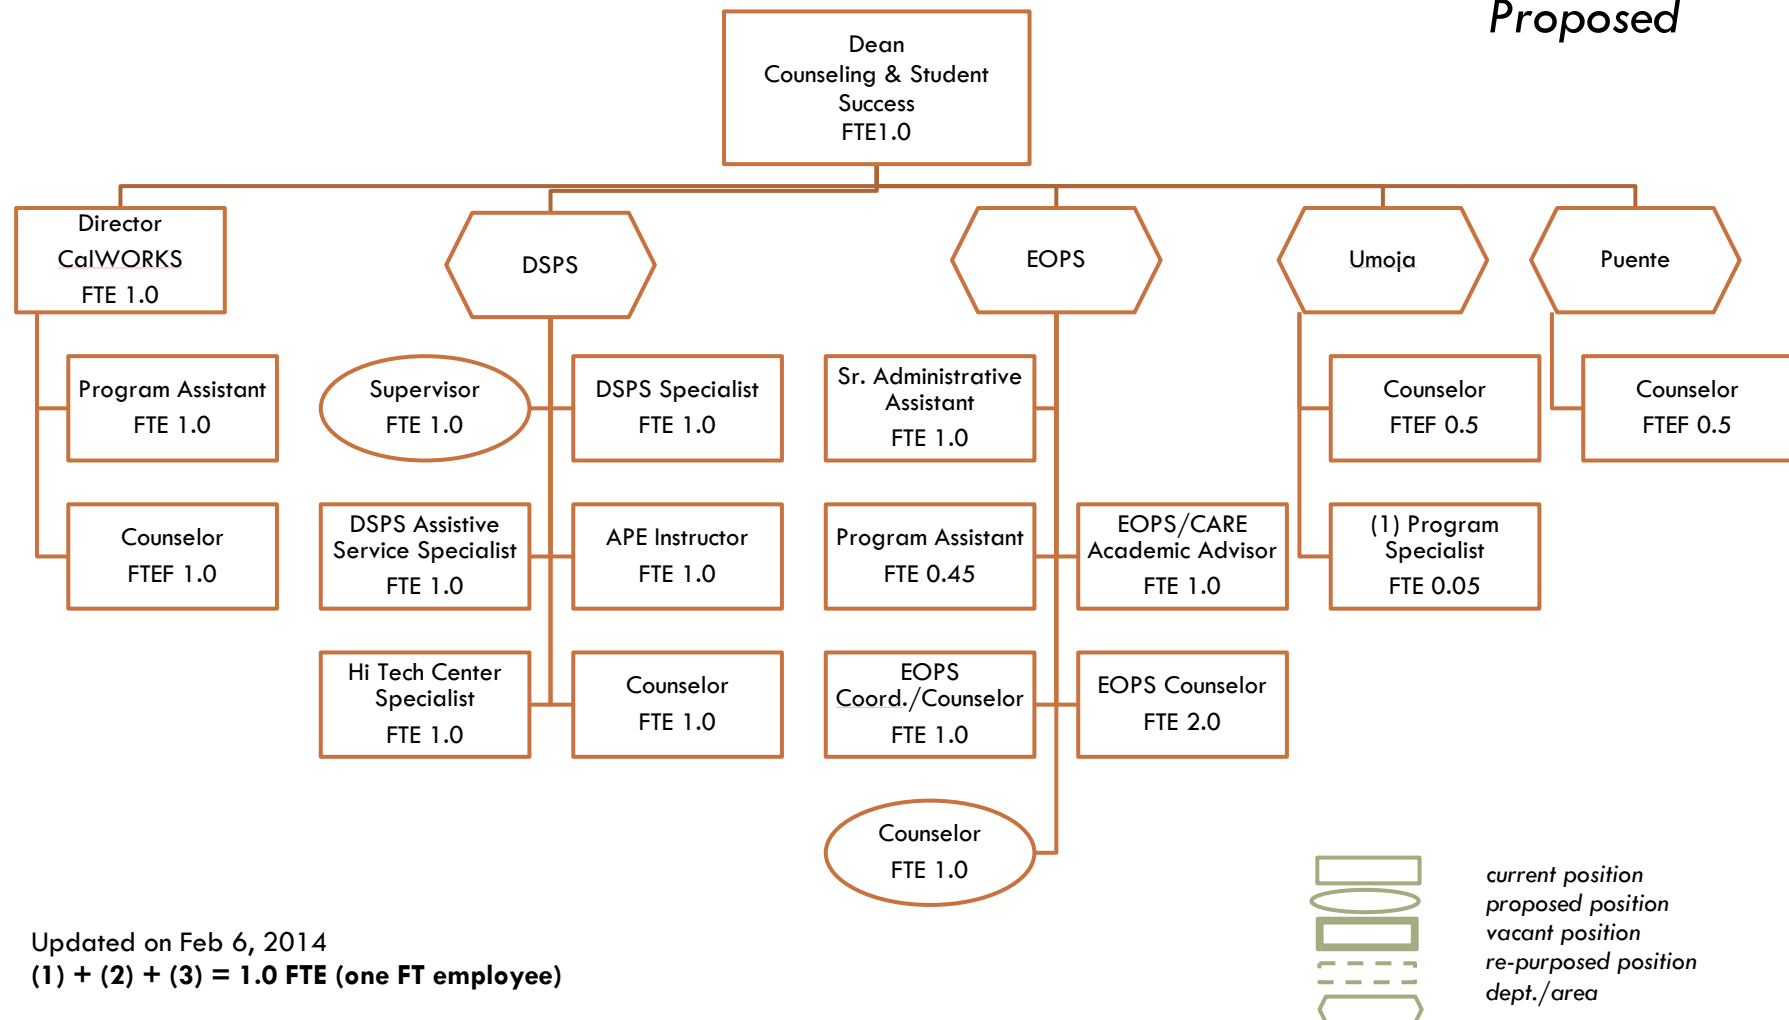 Proposed
Dean
Counseling & Student
Success
FTE1.0
Director
CalWORKS
FTE 1.0
DSPS
EOPS
Umoja
Puente
Program Assistant
FTE 1.0
Supervisor
FTE 1.0
DSPS Specialist
FTE 1.0
Sr. Administrative
Assistant
FTE 1.0
Counselor
FTEF 0.5
Counselor
FTEF 0.5
Counselor
FTEF 1.0
DSPS Assistive
Service Specialist
FTE 1.0
APE Instructor
FTE 1.0
Program Assistant
FTE 0.45
EOPS/CARE
Academic Advisor
FTE 1.0
(1) Program
Specialist
FTE 0.05
Hi Tech Center
Specialist
FTE 1.0
Counselor
FTE 1.0
EOPS
Coord./Counselor
FTE 1.0
EOPS Counselor
FTE 2.0
Counselor
FTE 1.0
current position
proposed position
vacant position
re-purposed position
dept./area
Updated on Feb 6, 2014
(1) + (2) + (3) = 1.0 FTE (one FT employee)